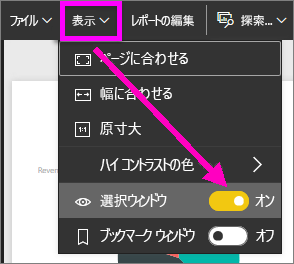 ファイル 表示 レポートの編集 探索...
ページに合わせる
幅に合わせる
1:1 原寸大
ハイ コントラストの色
Reven
選択ウィンドウ オン
ブックマーク ウィンドウ オフ